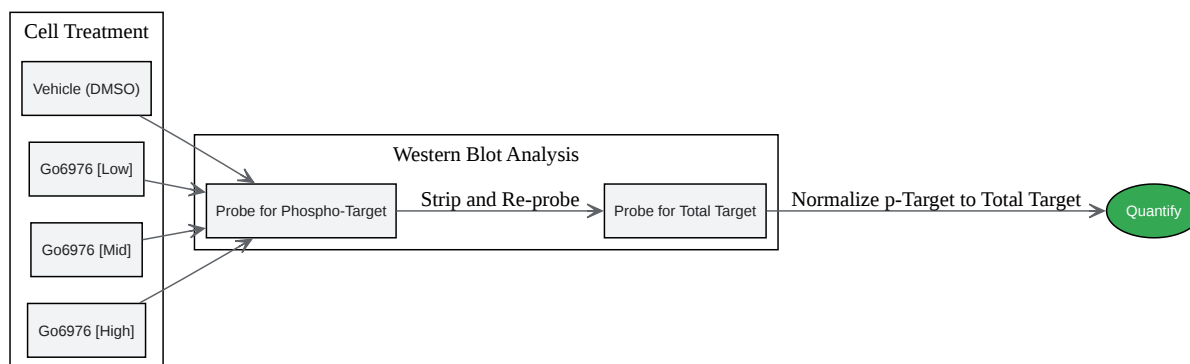 Cell Treatment
Vehicle (DMSO)
Go6976 [Low]
Go6976 [Mid]
Go6976 [High]
Western Blot Analysis
Probe for Phospho-Target
Strip and Re-probe
Probe for Total Target
Normalize p-Target to Total Target
Quantify